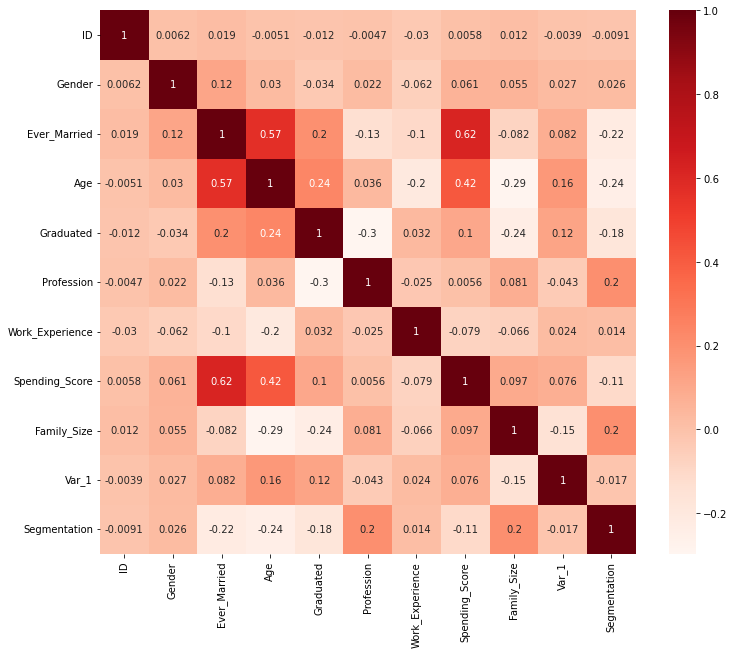 ID 1 0.0062 0.019 -0.0051 -0.012 -0.0047 -0.03 0.0058 0.012 -0.0039 -0.0091
Gender 0.0062 1 0.12 0.03 -0.034 0.022 -0.062 0.061 0.055 0.027 0.026
Ever_Married 0.019 0.12 1 0.57 0.2 -0.13 -0.1 0.62 -0.082 0.082 -0.22
Age -0.0051 0.03 0.57 1 0.24 0.036 -0.2 0.42 -0.29 0.16 -0.24
Graduated -0.012 -0.034 0.2 0.24 1 -0.3 0.032 0.1 -0.24 0.12 -0.18
Profession -0.0047 0.022 -0.13 0.036 -0.3 1 -0.025 0.0056 0.081 -0.043 0.2
Work_Experience -0.03 -0.062 -0.1 -0.2 0.032 -0.025 1 -0.079 -0.066 0.024 0.014
Spending_Score 0.0058 0.061 0.62 0.42 0.1 0.0056 -0.079 1 0.097 0.076 -0.11
Family_Size 0.012 0.055 -0.082 -0.29 -0.24 0.081 -0.066 0.097 1 -0.15 0.2
Var_1 -0.0039 0.027 0.082 0.16 0.12 -0.043 0.024 0.076 -0.15 1 -0.017
Segmentation -0.0091 0.026 -0.22 -0.24 -0.18 0.2 0.014 -0.11 0.2 -0.017 1
ID
Gender
Ever_Married
Age
Graduated
Profession
Work_Experience
Spending_Score
Family_Size
Var_1
Segmentation
1.0
0.8
0.6
0.4
0.2
0.0
−0.2